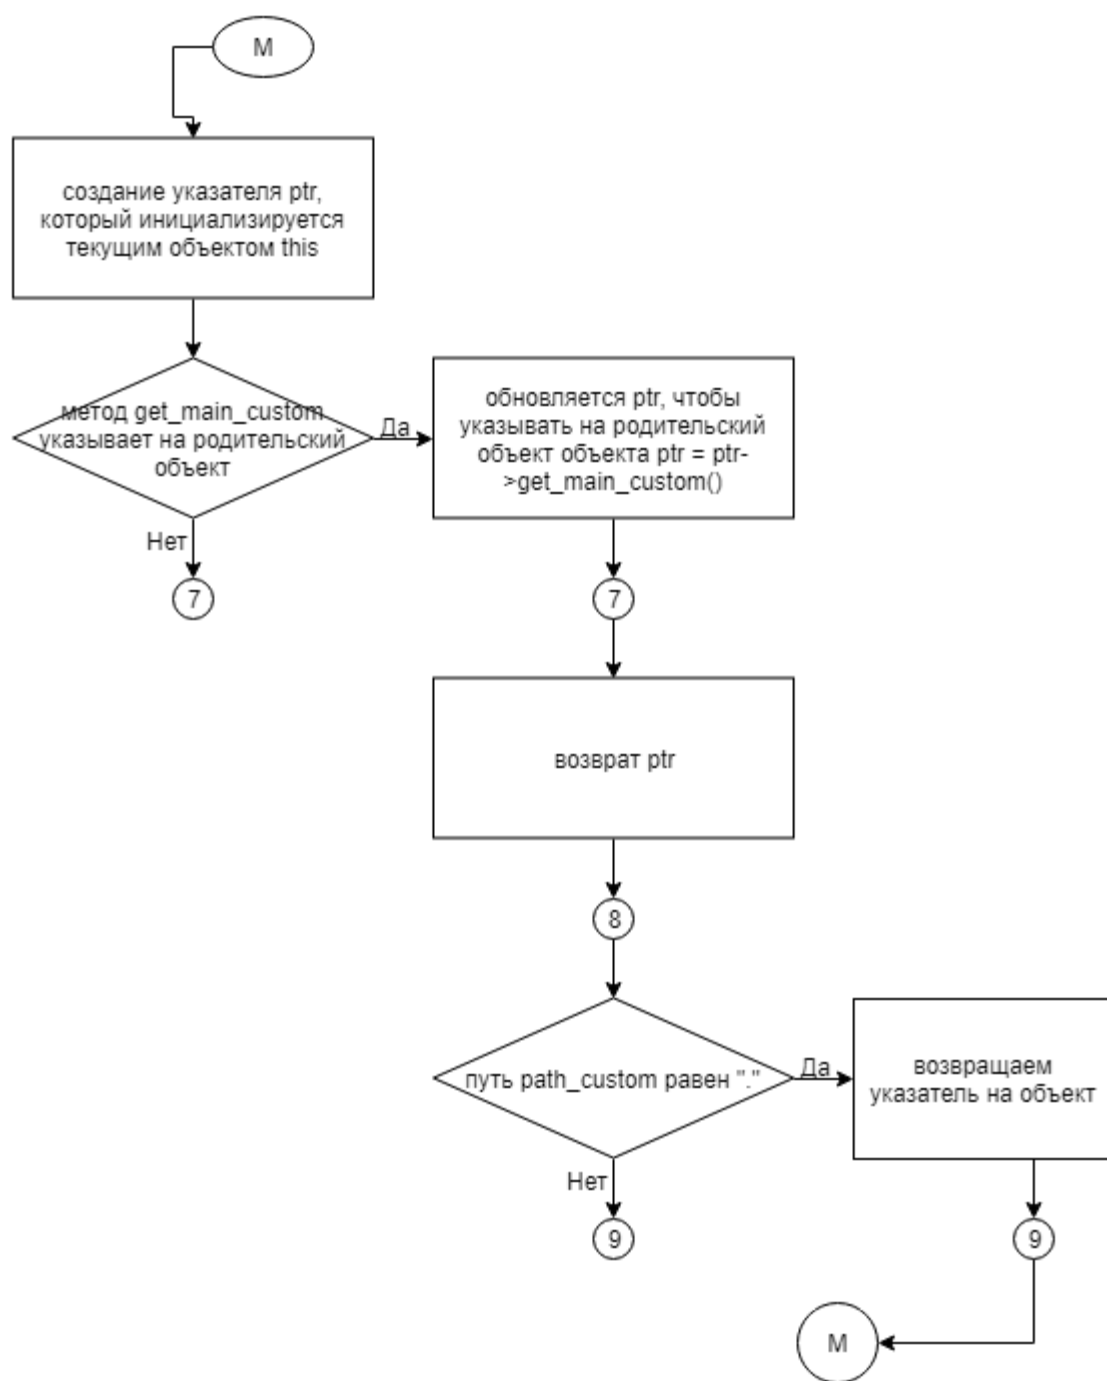 М
создание указателя ptr,
который инициализируется
текущим объектом this
метод get_main_custom
указывает на родительский
объект
Да
обновляется ptr, чтобы
указывать на родительский
объект объекта ptr = ptr-
>get_main_custom()
Нет
7
7
возврат ptr
8
путь path_custom равен "."
Да
возвращаем
указатель на объект
Нет
9
9
М